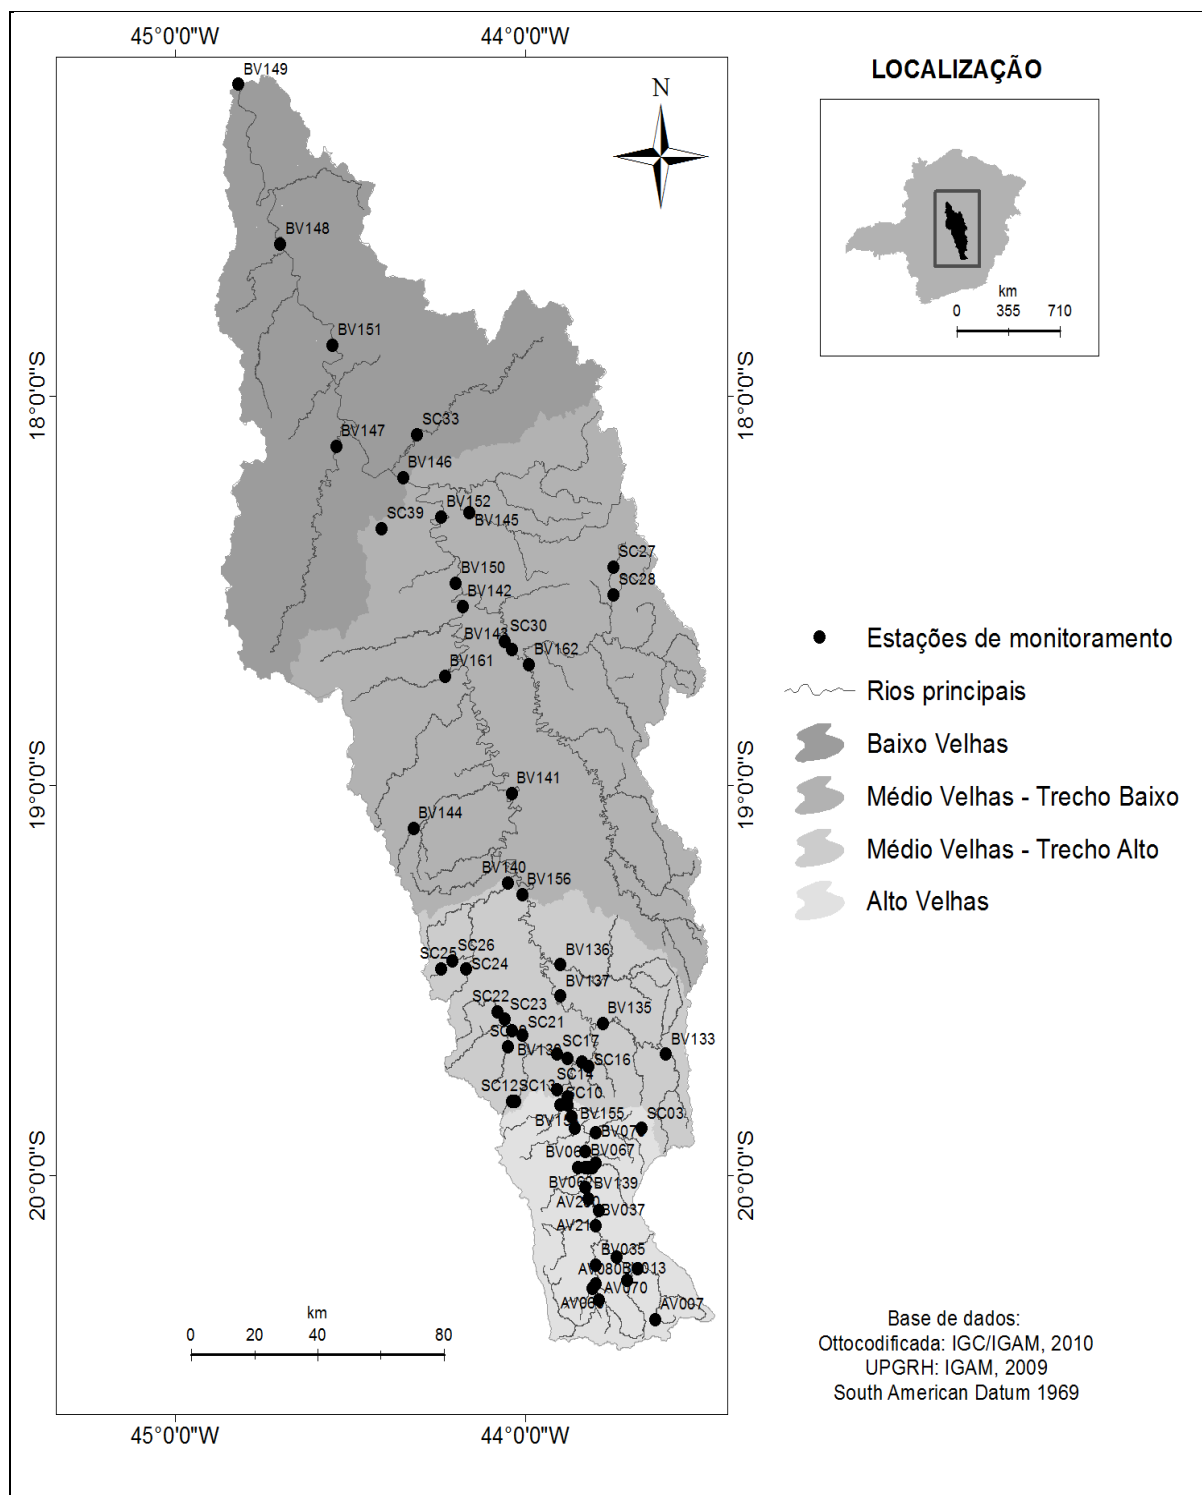 45°0'0"W
44°0'0"W
LOCALIZAÇÃO
N
BV149
BV148
km
0 355 710
BV151
18°0'0"S
18°0'0"S
SC33
BV147
BV146
BV152
SC39
BV145
SC27
BV150
SC28
BV142
BV143
SC30
BV162
BV161
Estações de monitoramento
Rios principais
Baixo Velhas
19°0'0"S
19°0'0"S
BV141
Médio Velhas - Trecho Baixo
BV144
Médio Velhas - Trecho Alto
BV140
BV156
Alto Velhas
SC26
BV136
SC25
SC24
BV137
SC22
SC23
BV135
SC21
BV133
SC17
SC16
SC14
SC12
SC13
SC10
BV155
SC03
BV067
BV139
BV037
20°0'0"S
20°0'0"S
BV035
AV080
AV070
AV007
km
0 20 40 80
Base de dados:
Ottocodificada: IGC/IGAM, 2010
UPGRH: IGAM, 2009
South American Datum 1969
45°0'0"W
44°0'0"W